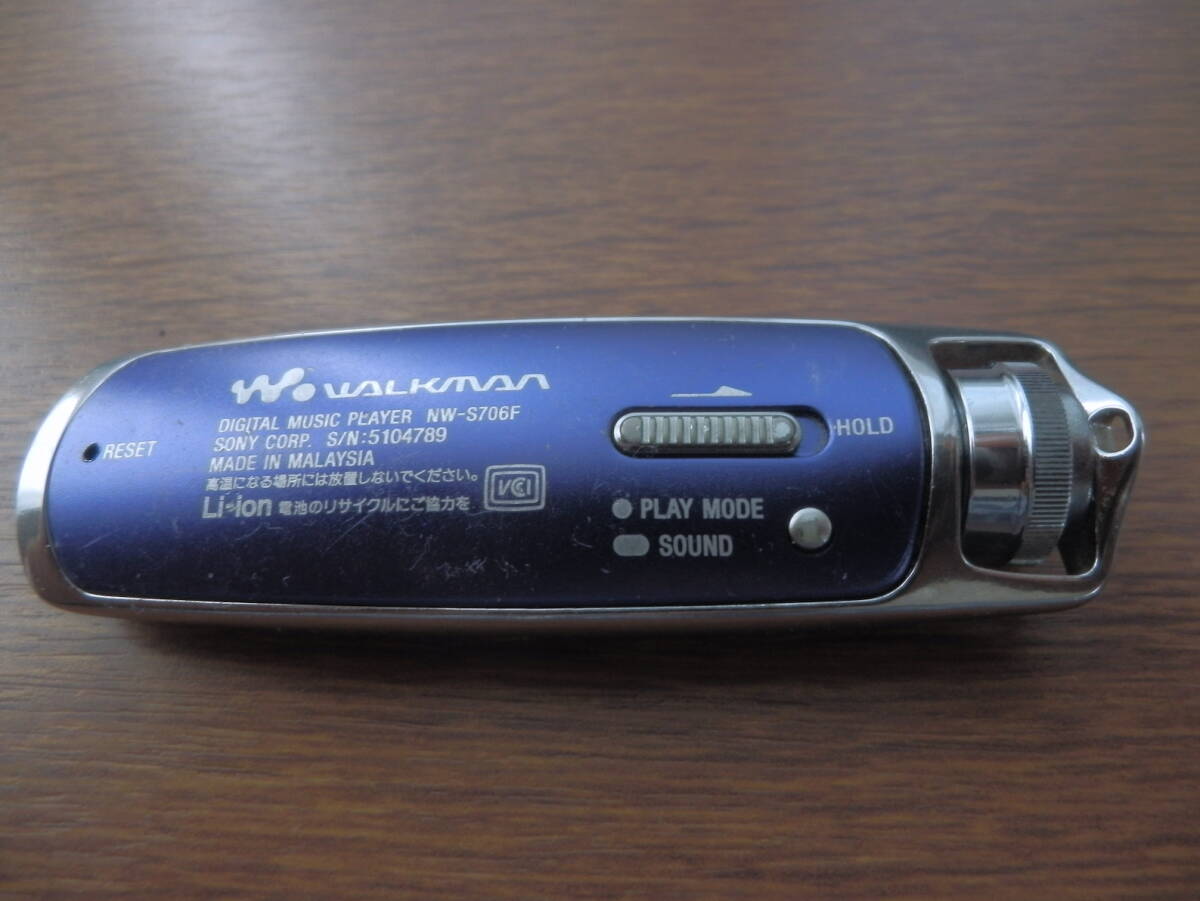 WALKMAN
DIGITAL MUSIC PLAYER NW-S706F
SONY CORP. S/N:5104789
MADE IN MALAYSIA
高温になる場所には放置しないでください。
Li-ion 電池のリサイクルにご協力を
VCI
RESET
HOLD
PLAY MODE
SOUND